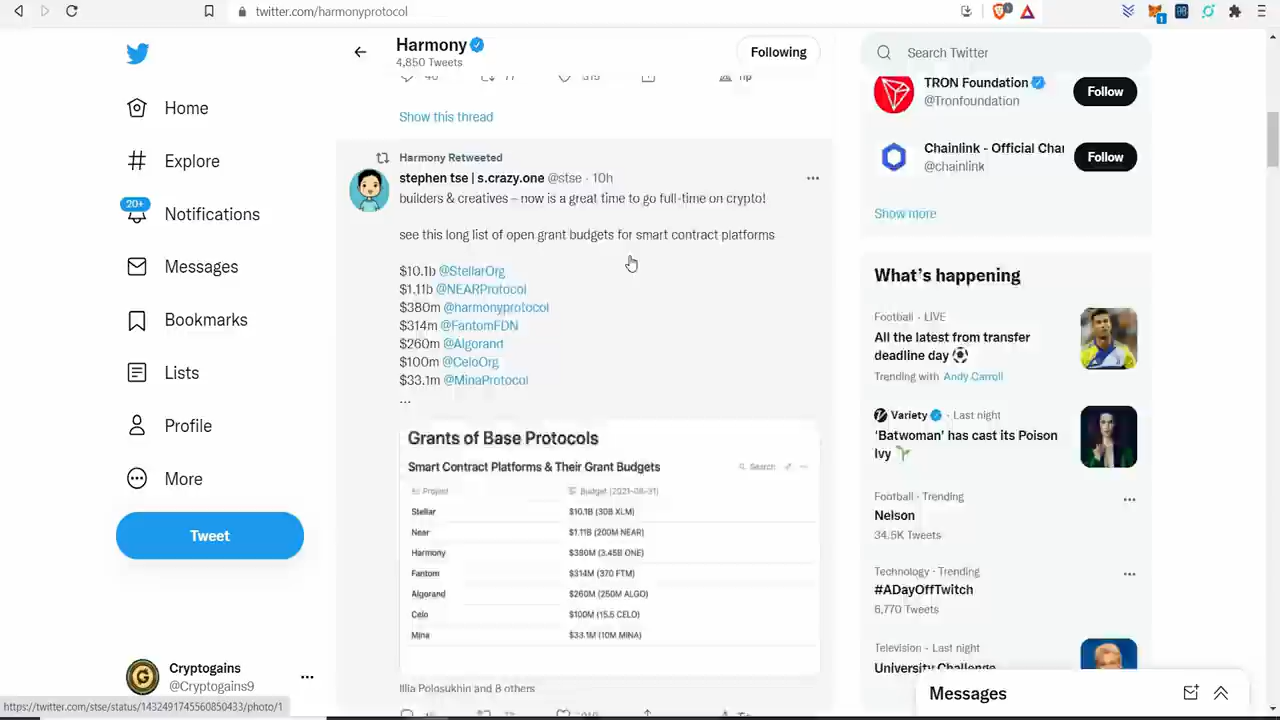 twitter.com/harmonyprotocol
1
Harmony
4,850 Tweets
Following
Search Twitter
Home
Explore
20+
Notifications
Messages
Bookmarks
Lists
Profile
More
Tweet
Cryptogains
@Cryptogains9
Tip
Show this thread
Harmony Retweeted
stephen tse | s.crazy.one @stse · 10h
builders & creatives – now is a great time to go full-time on crypto!
see this long list of open grant budgets for smart contract platforms
$10.1b @StellarOrg
$1.11b @NEARProtocol
$380m @harmonyprotocol
$314m @FantomFDN
$260m @Algorand
$100m @CeloOrg
$33.1m @MinaProtocol
...
Grants of Base Protocols
Smart Contract Platforms & Their Grant Budgets
Search
Project Budget (2021-08-31)
Stellar $10.1B (30B XLM)
Near $1.11B (200M NEAR)
Harmony $380M (3.45B ONE)
Fantom $314M (370 FTM)
Algorand $260M (250M ALGO)
Celo $100M (15.5 CELO)
Mina $33.1M (10M MINA)
Illia Polosukhin and 8 others
TRON Foundation
@Tronfoundation
Follow
Chainlink - Official Char
@chainlink
Follow
Show more
What's happening
Football · LIVE
All the latest from transfer
deadline day
Trending with Andy Carroll
Variety · Last night
'Batwoman' has cast its Poison
Ivy
Football · Trending
Nelson
34.5K Tweets
Technology · Trending
#ADayOffTwitch
6,770 Tweets
Television · Last night
University Challenge
Messages
https://twitter.com/stse/status/1432491745560850433/photo/1